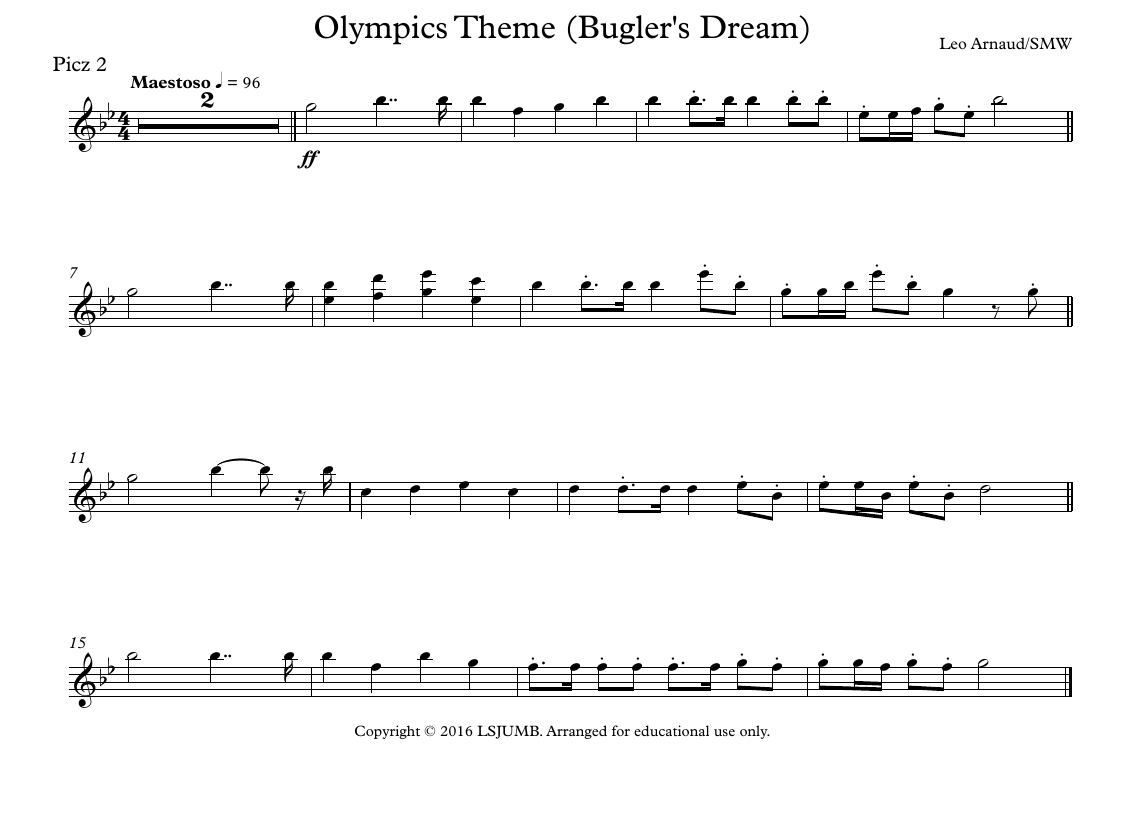 Olympics Theme (Bugler's Dream)
Leo Arnaud/SMW
Picz 2
Maestoso ♩ = 96
2
4
4
ff
7
11
15
Copyright © 2016 LSJUMB. Arranged for educational use only.